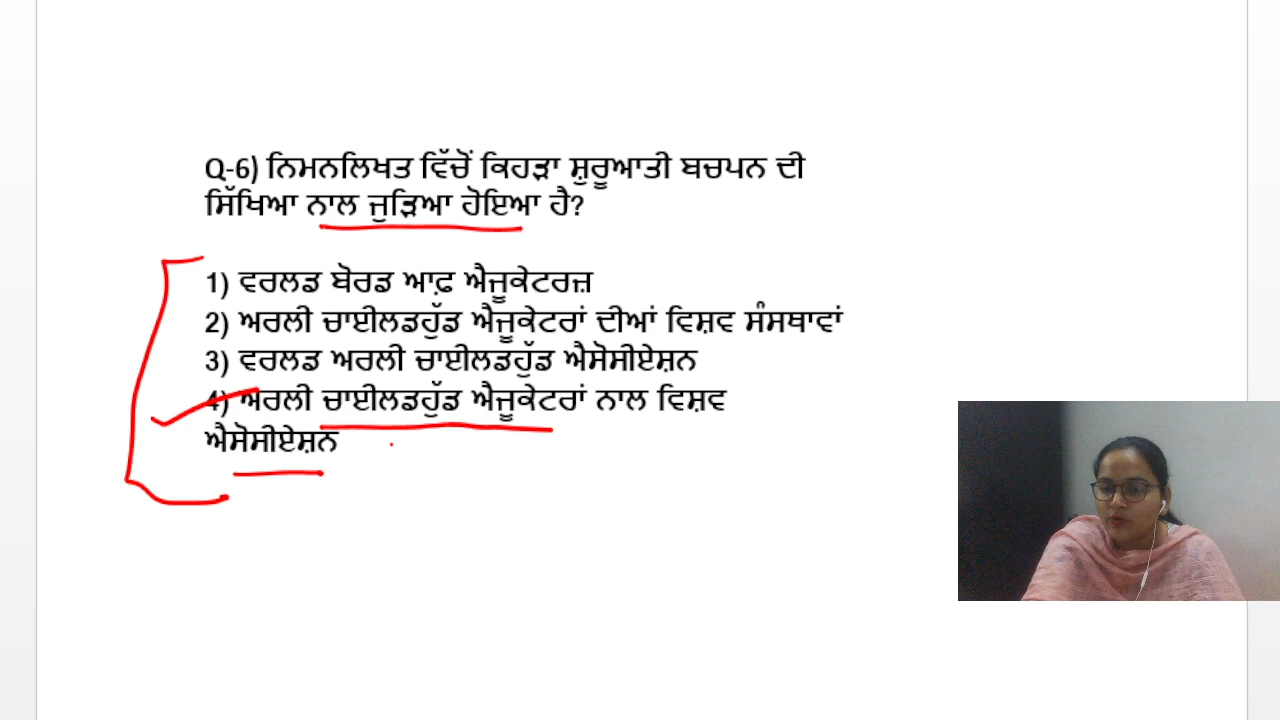 Q-6) ਨਿਮਨਲਿਖਤ ਵਿੱਚੋਂ ਕਿਹੜਾ ਸ਼ੁਰੂਆਤੀ ਬਚਪਨ ਦੀ
ਸਿੱਖਿਆ ਨਾਲ ਜੁੜਿਆ ਹੋਇਆ ਹੈ?
1) ਵਰਲਡ ਬੋਰਡ ਆਫ਼ ਐਜੂਕੇਟਰਜ਼
2) ਅਰਲੀ ਚਾਈਲਡਹੁੱਡ ਐਜੂਕੇਟਰਾਂ ਦੀਆਂ ਵਿਸ਼ਵ ਸੰਸਥਾਵਾਂ
3) ਵਰਲਡ ਅਰਲੀ ਚਾਈਲਡਹੁੱਡ ਐਸੋਸੀਏਸ਼ਨ
4) ਅਰਲੀ ਚਾਈਲਡਹੁੱਡ ਐਜੂਕੇਟਰਾਂ ਨਾਲ ਵਿਸ਼ਵ
ਐਸੋਸੀਏਸ਼ਨ